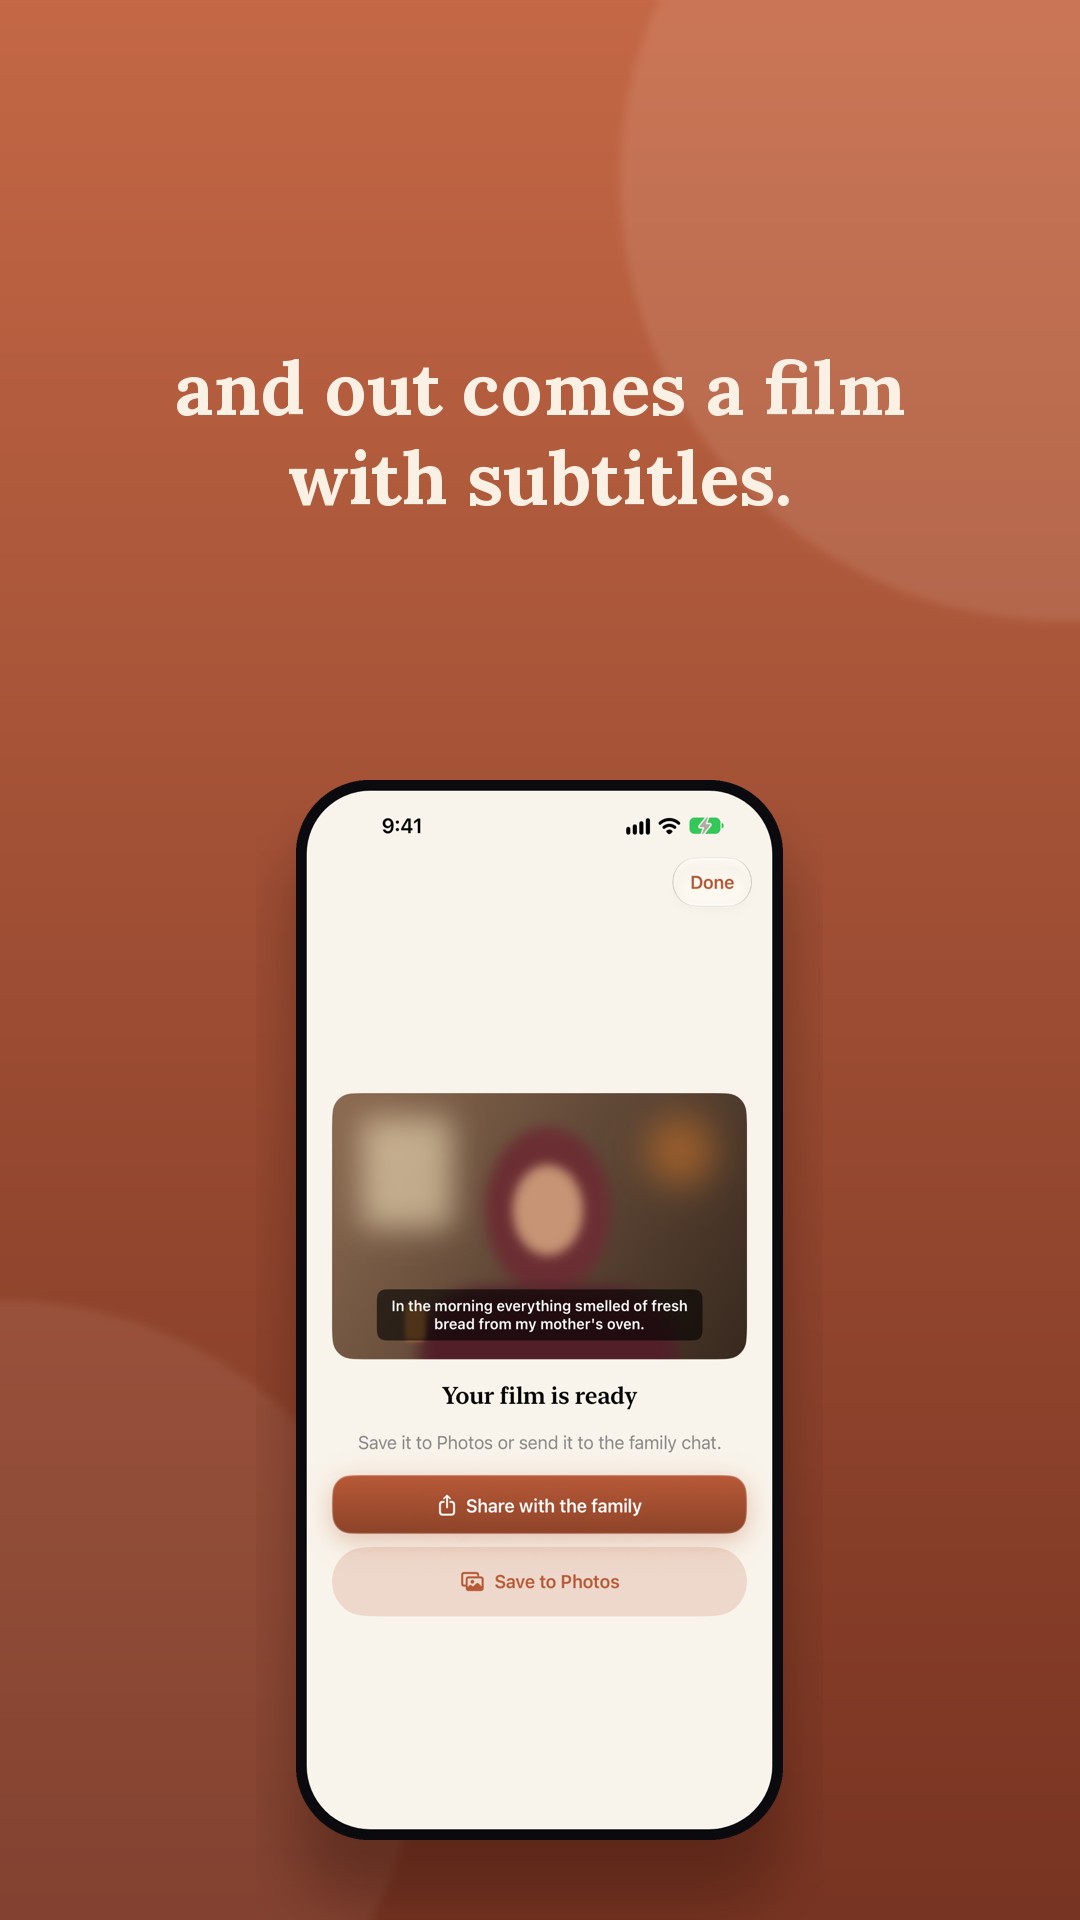 and out comes a film
with subtitles.
9:41
Done
In the morning everything smelled of fresh
bread from my mother's oven.
Your film is ready
Save it to Photos or send it to the family chat.
Share with the family
Save to Photos